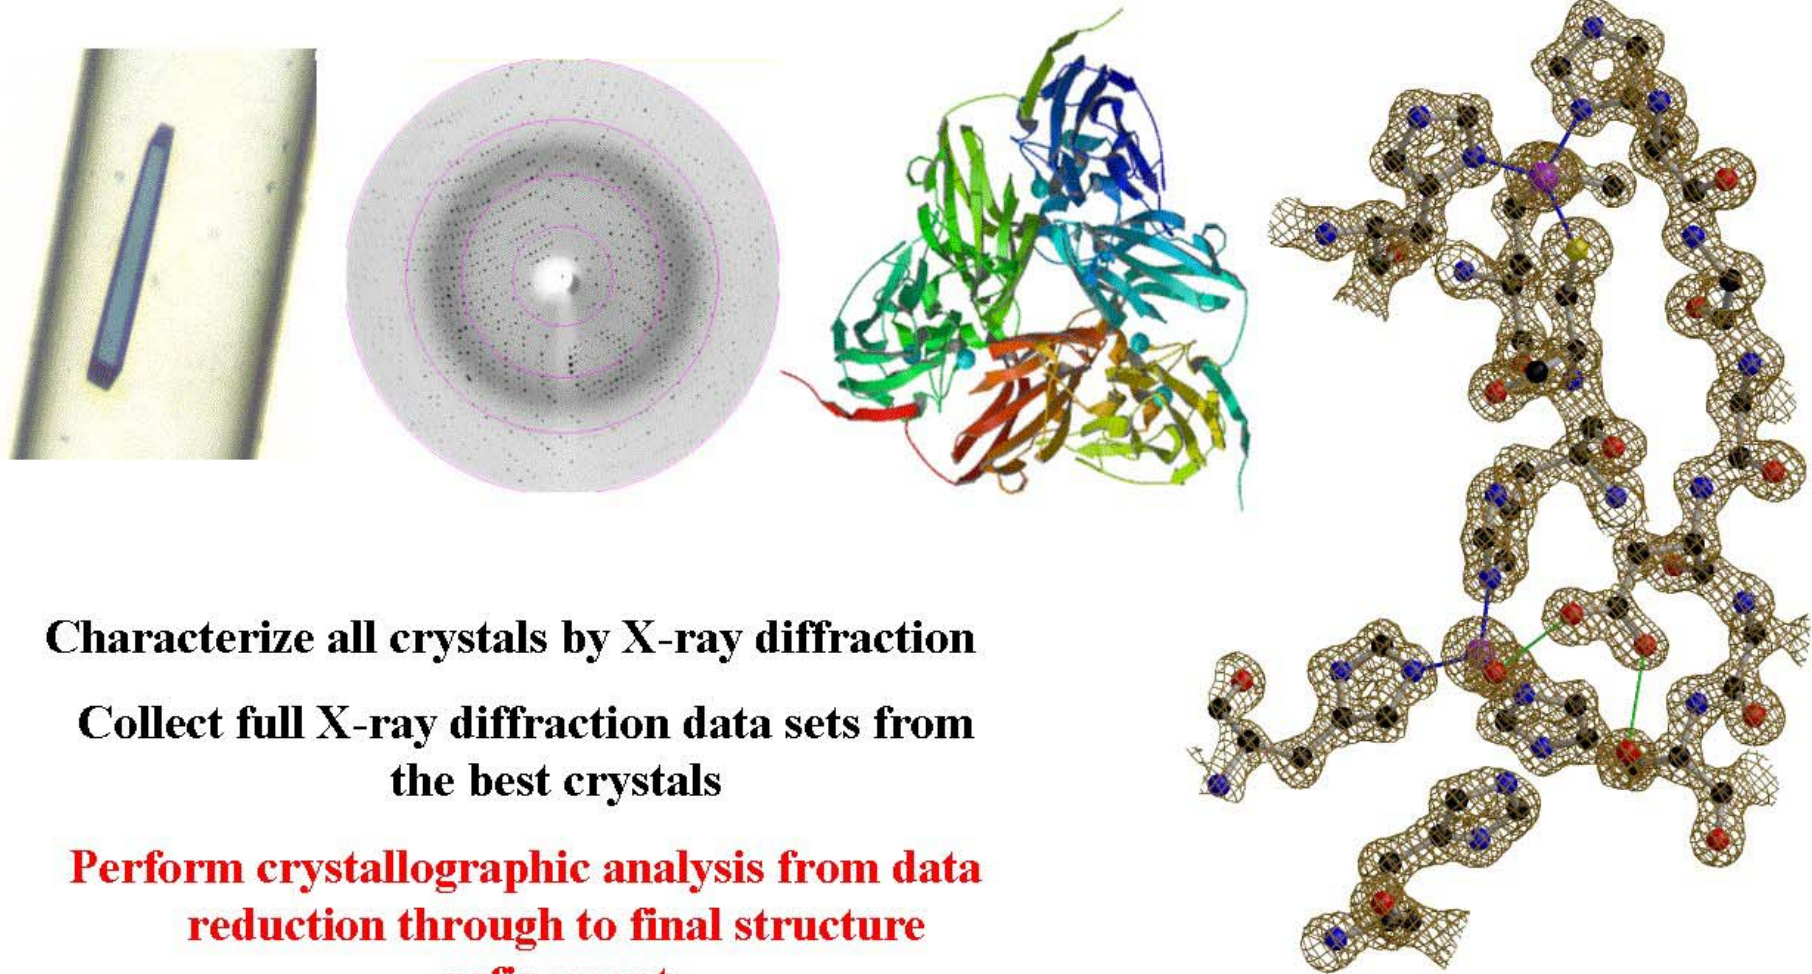 Characterize all crystals by X-ray diffraction
Collect full X-ray diffraction data sets from
the best crystals
Perform crystallographic analysis from data
reduction through to final structure